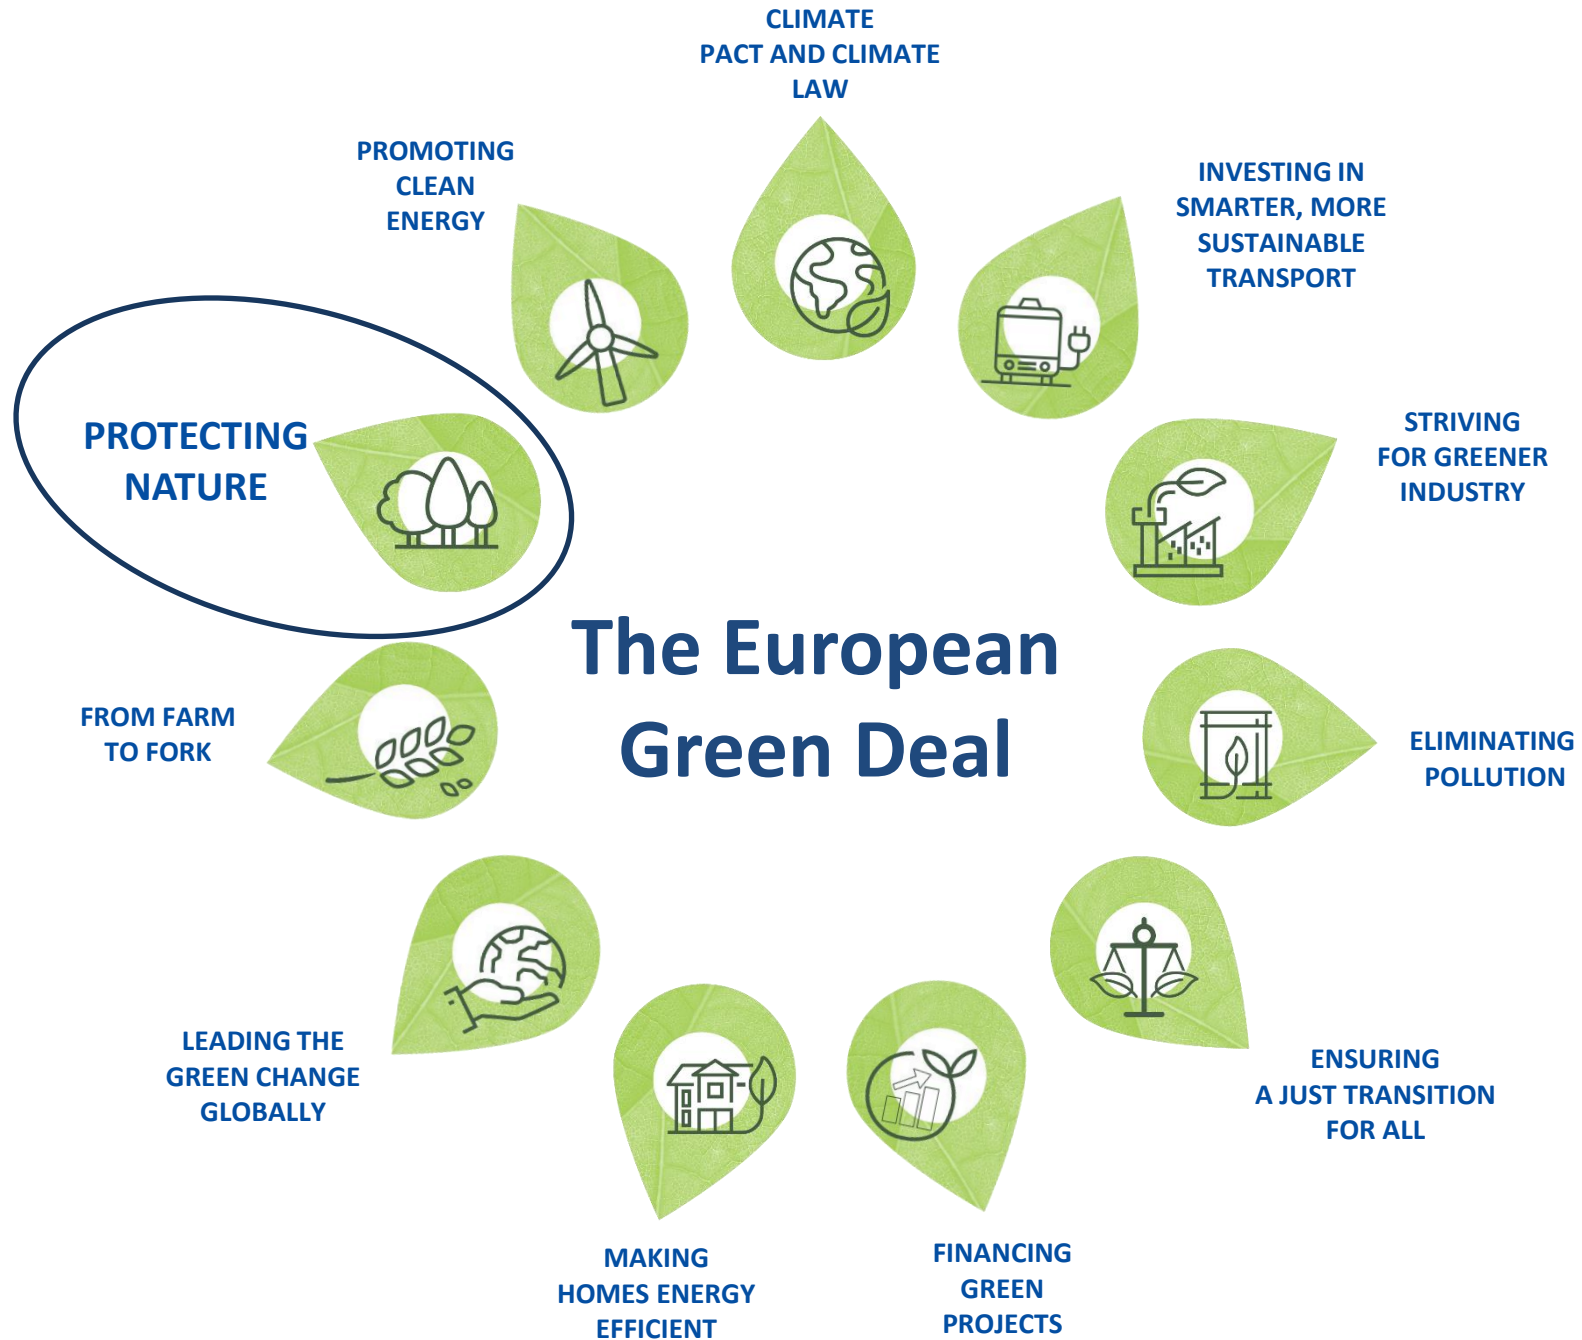 CLIMATE
PACT AND CLIMATE
LAW
PROMOTING
CLEAN
ENERGY
INVESTING IN
SMARTER, MORE
SUSTAINABLE
TRANSPORT
PROTECTING
NATURE
STRIVING
FOR GREENER
INDUSTRY
The European
Green Deal
FROM FARM
TO FORK
ELIMINATING
POLLUTION
LEADING THE
GREEN CHANGE
GLOBALLY
ENSURING
A JUST TRANSITION
FOR ALL
MAKING
HOMES ENERGY
EFFICIENT
FINANCING
GREEN
PROJECTS